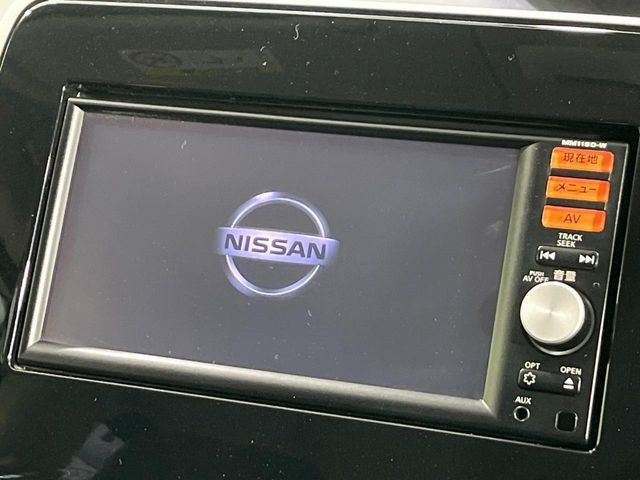 MM115D-W
現在地
メニュー
AV
TRACK
SEEK
NISSAN
PUSH
AV OFF
音量
OPT
OPEN
AUX